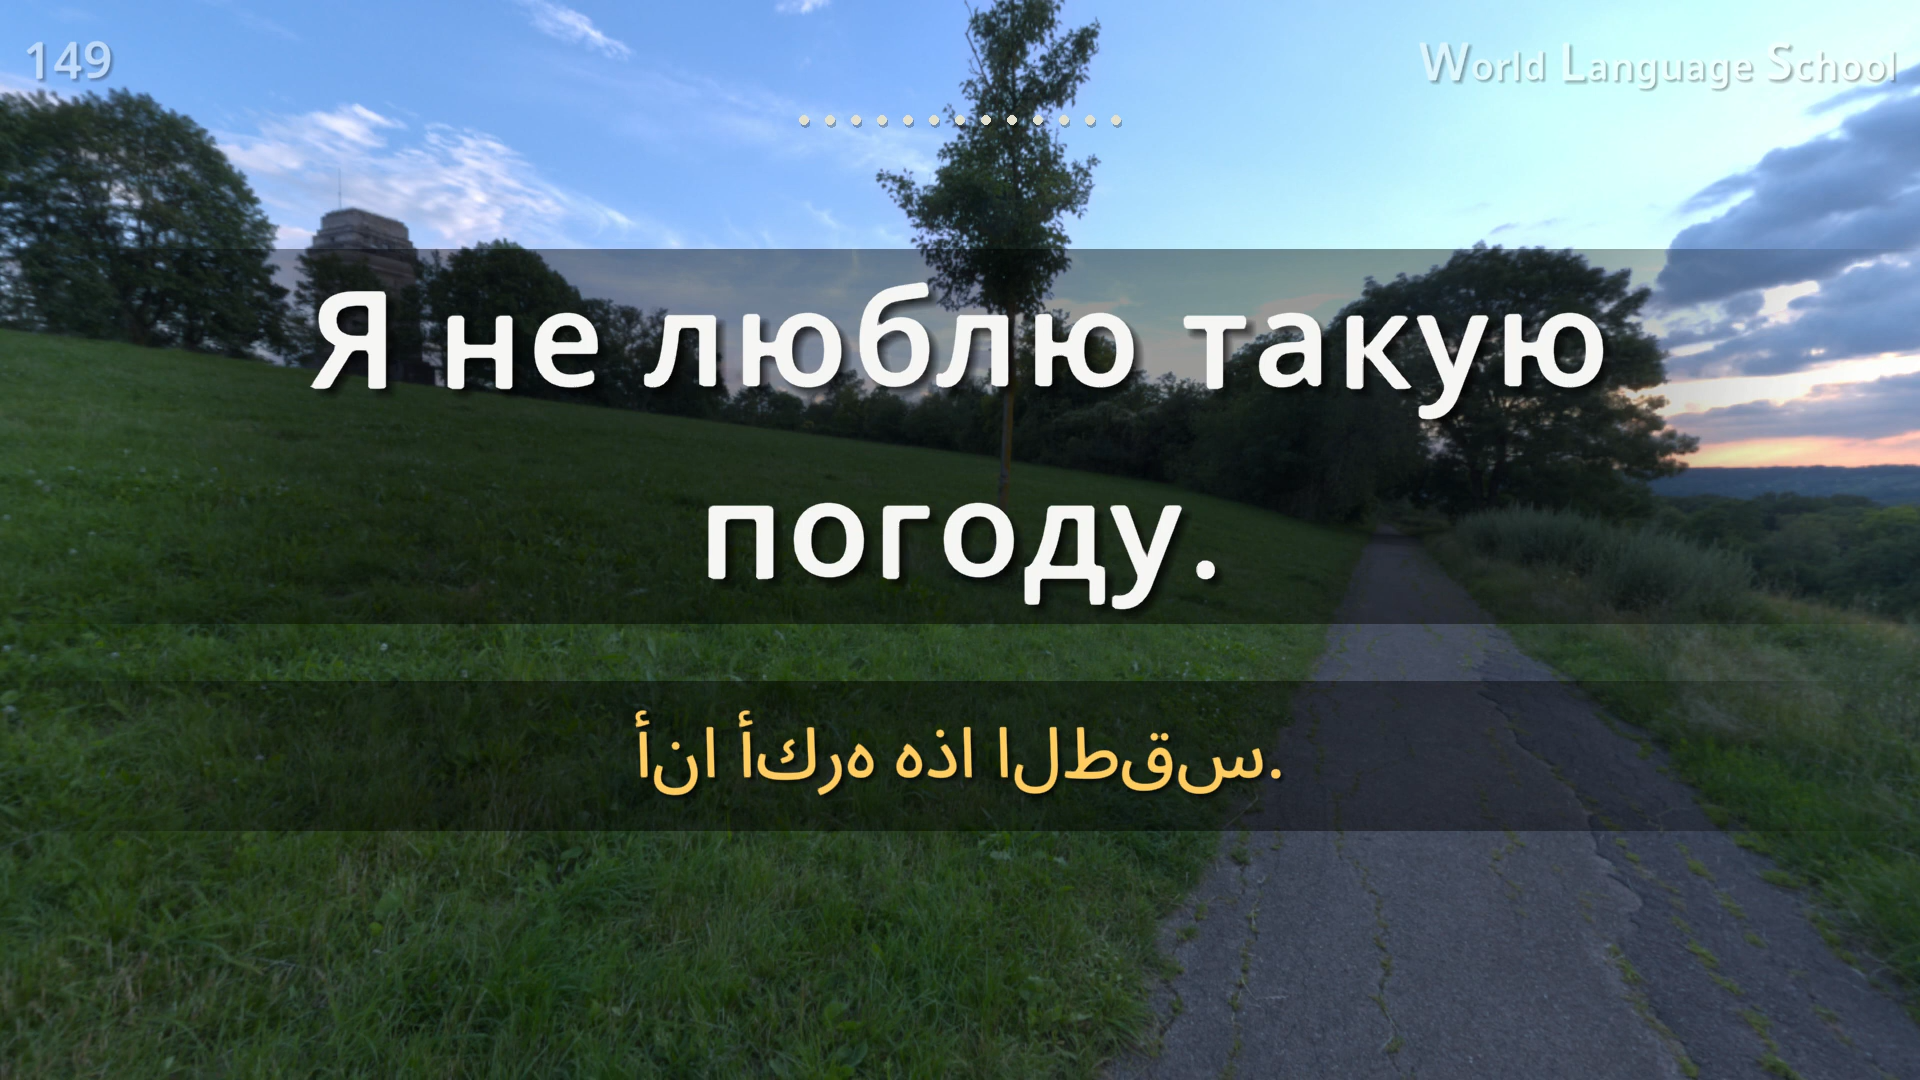 149
World Language School
Я не люблю такую
погоду.
أنا أكره هذا الطقس.